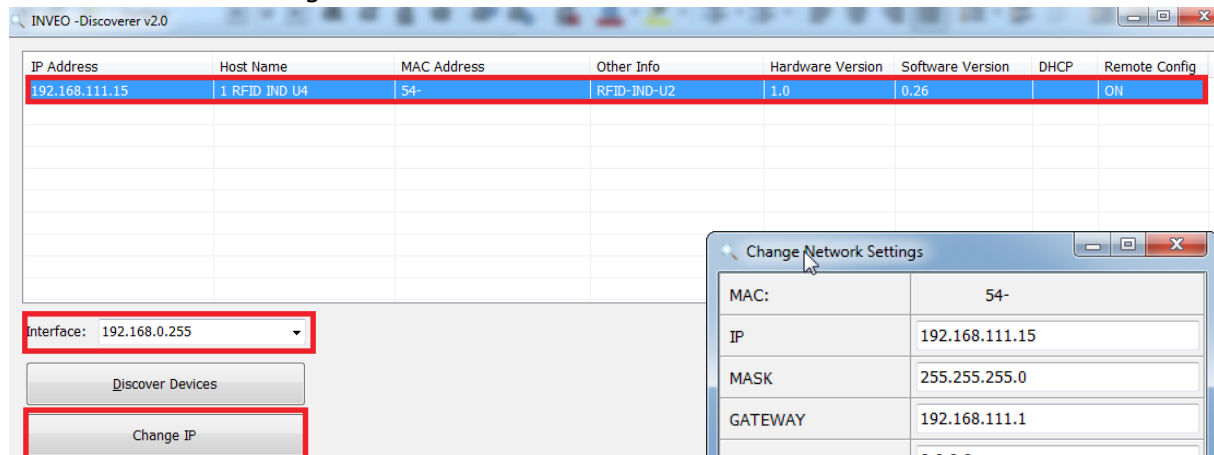 INVEO -Discoverer v2.0
IP Address Host Name MAC Address Other Info Hardware Version Software Version DHCP Remote Config
192.168.111.15 1 RFID IND U4 54- RFID-IND-U2 1.0 0.26 ON
Change Network Settings
MAC: 54-
Interface: 192.168.0.255
IP 192.168.111.15
Discover Devices
MASK 255.255.255.0
GATEWAY 192.168.111.1
Change IP